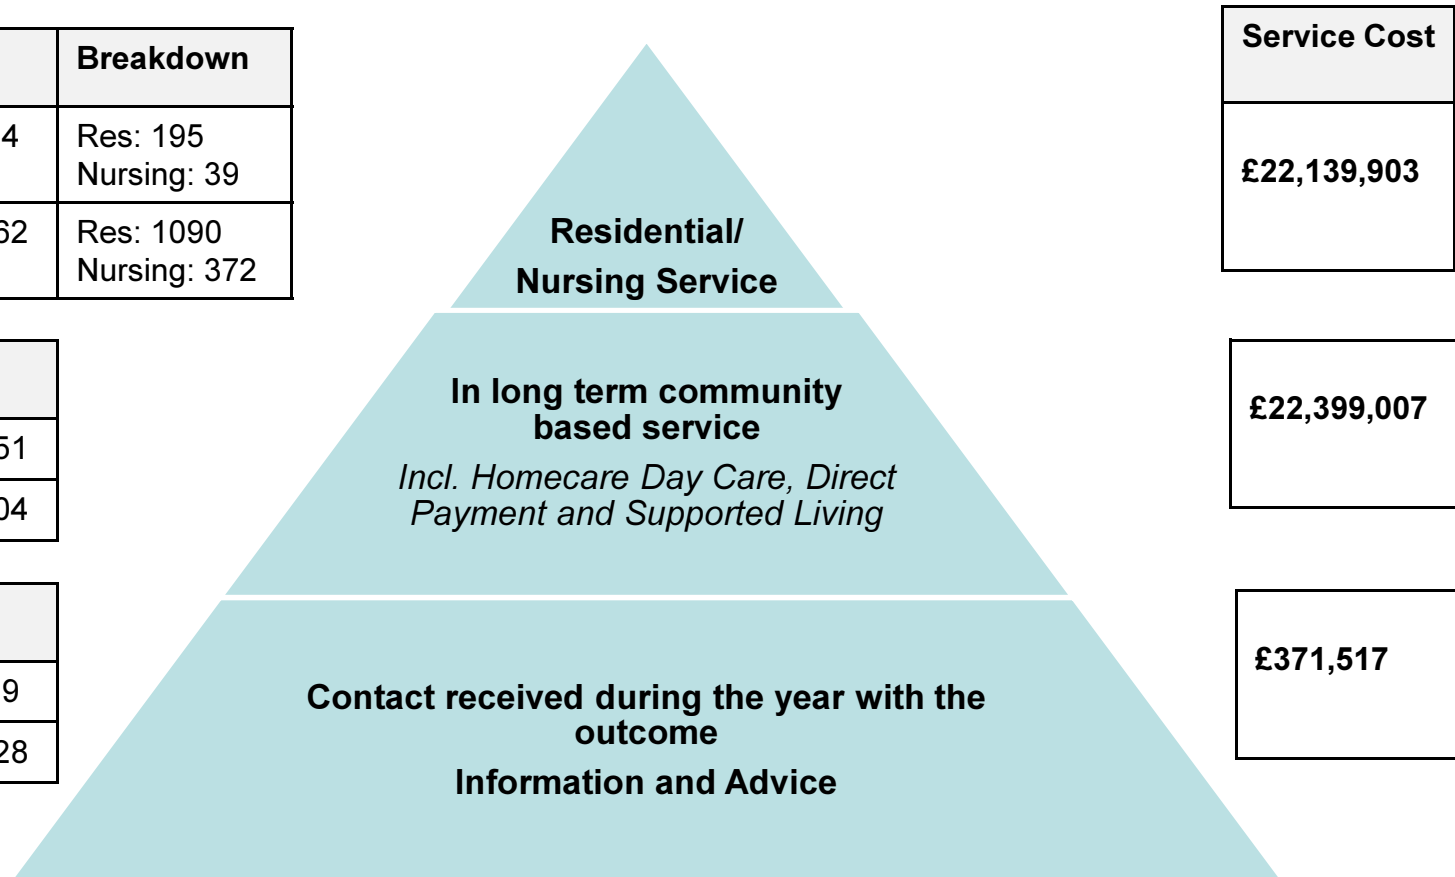 Breakdown
4
Res: 195
Nursing: 39
62
Res: 1090
Nursing: 372
51
04
9
28
Residential/
Nursing Service
In long term community
based service
Incl. Homecare Day Care, Direct
Payment and Supported Living
Contact received during the year with the
outcome
Information and Advice
Service Cost
£22,139,903
£22,399,007
£371,517